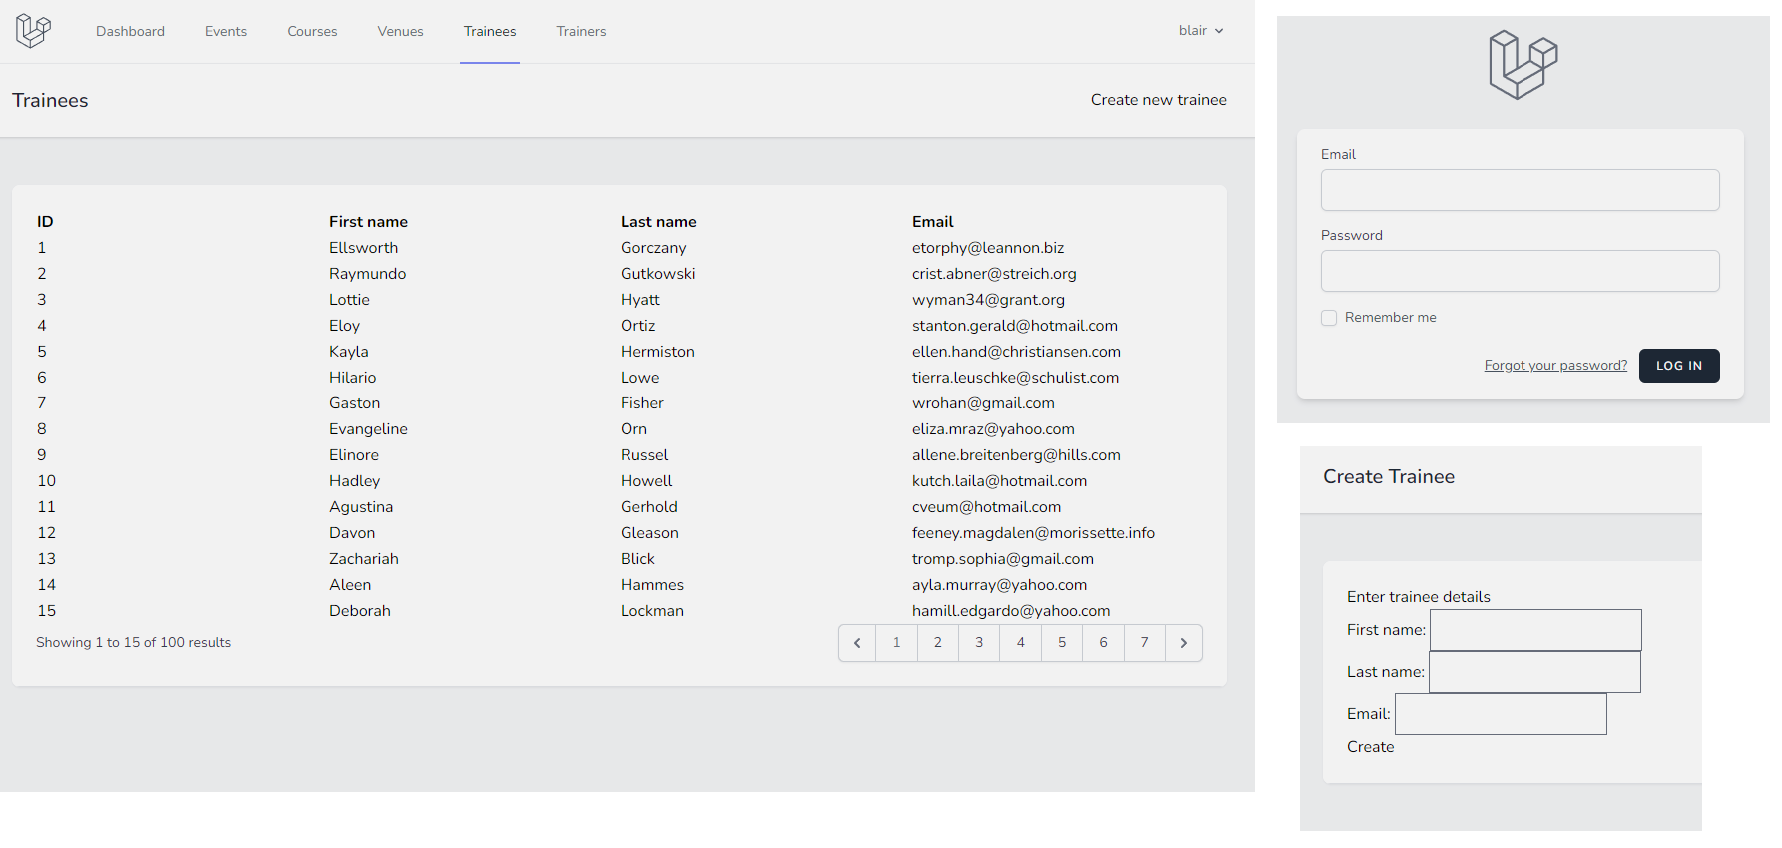 Dashboard Events Courses Venues Trainees Trainers blair
Trainees Create new trainee
ID First name Last name Email
1 Ellsworth Gorczany etorphy@leannon.biz
2 Raymundo Gutkowski crist.abner@streich.org
3 Lottie Hyatt wyman34@grant.org
4 Eloy Ortiz stanton.gerald@hotmail.com
5 Kayla Hermiston ellen.hand@christiansen.com
6 Hilario Lowe tierra.leuschke@schulist.com
7 Gaston Fisher wrohan@gmail.com
8 Evangeline Orn eliza.mraz@yahoo.com
9 Elinore Russel allene.breitenberg@hills.com
10 Hadley Howell kutch.laila@hotmail.com
11 Agustina Gerhold cveum@hotmail.com
12 Davon Gleason feeney.magdalen@morissette.info
13 Zachariah Blick tromp.sophia@gmail.com
14 Aleen Hammes ayla.murray@yahoo.com
15 Deborah Lockman hamill.edgardo@yahoo.com
Showing 1 to 15 of 100 results 1 2 3 4 5 6 7
Email
Password
Remember me
Forgot your password? LOG IN
Create Trainee
Enter trainee details
First name:
Last name:
Email:
Create